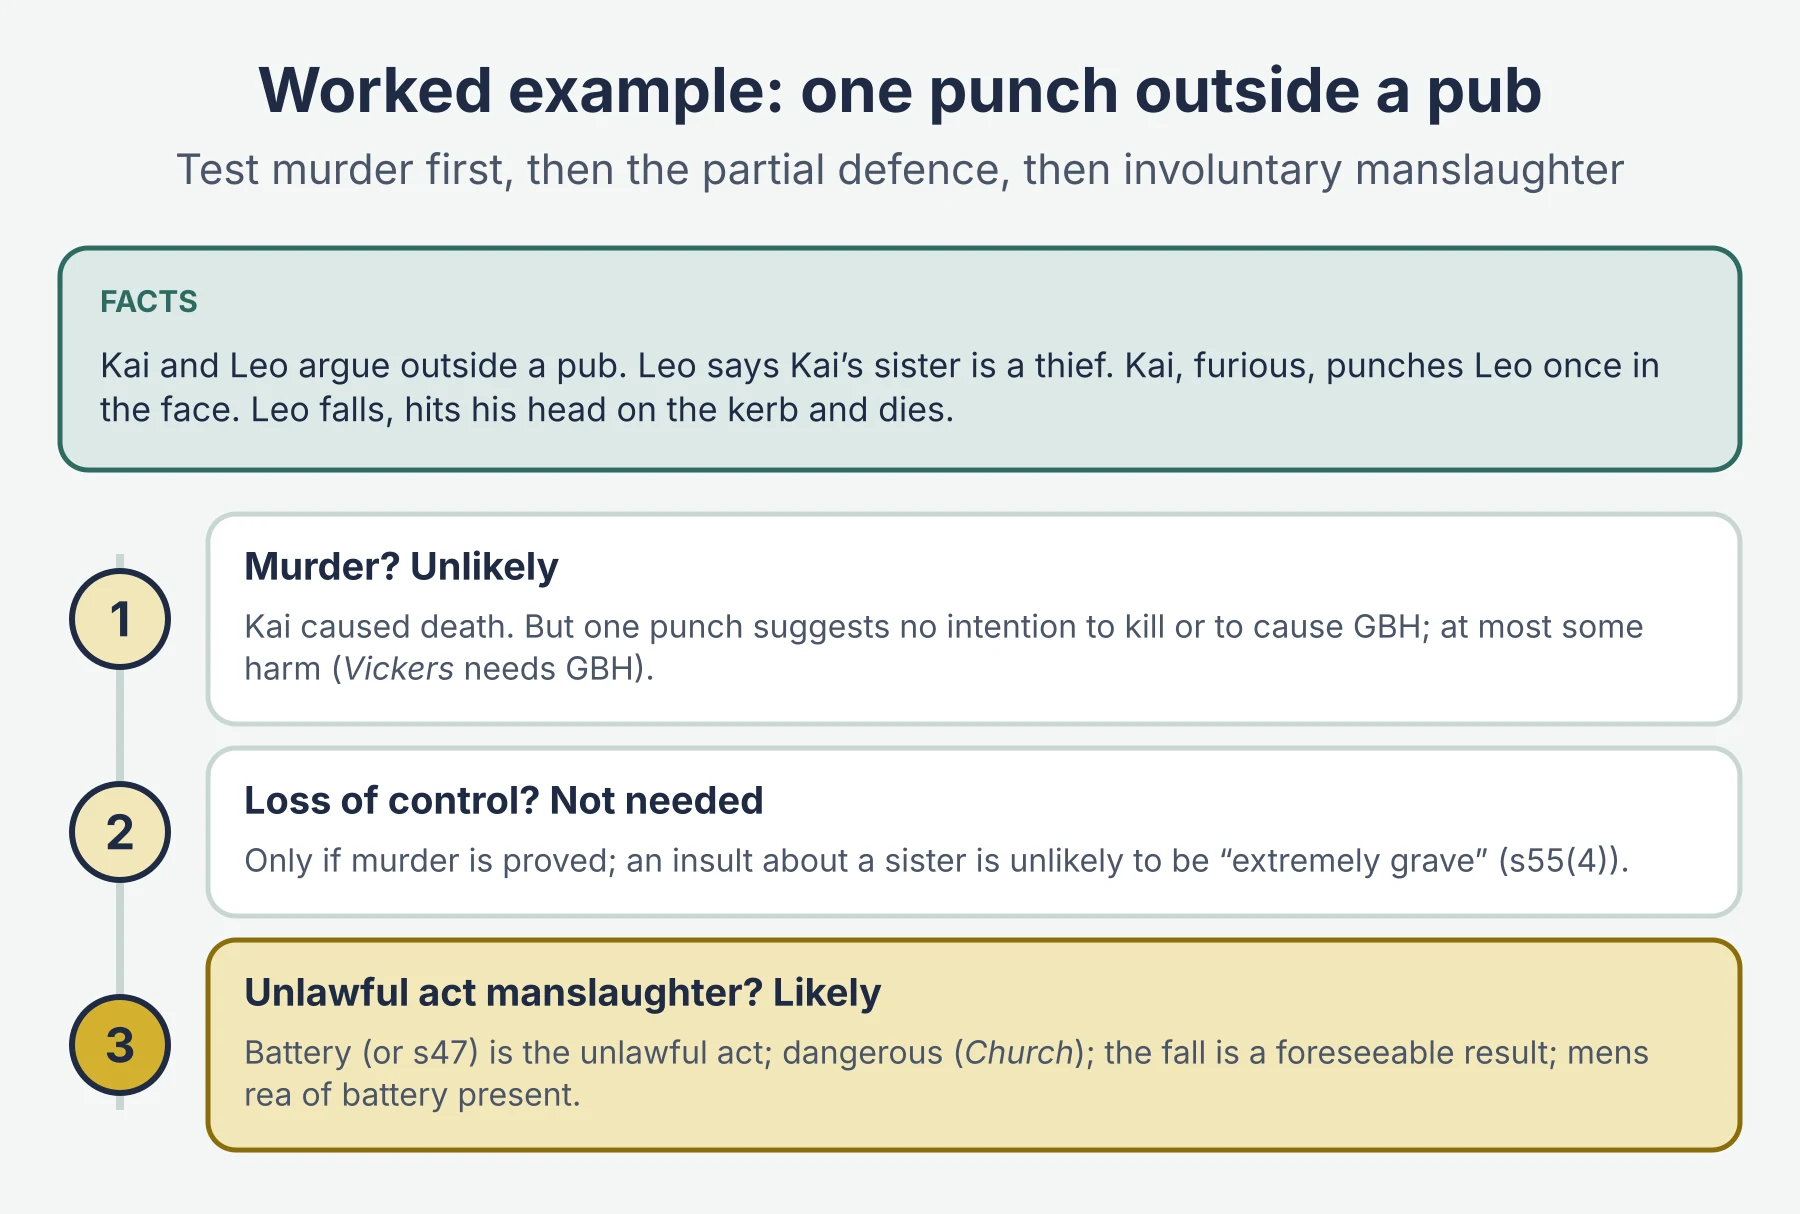 Worked example: one punch outside a pub
Test murder first, then the partial defence, then involuntary manslaughter
FACTS
Kai and Leo argue outside a pub. Leo says Kai’s sister is a thief. Kai, furious, punches Leo once in
the face. Leo falls, hits his head on the kerb and dies.
1
Murder? Unlikely
Kai caused death. But one punch suggests no intention to kill or to cause GBH; at most some
harm (Vickers needs GBH).
2
Loss of control? Not needed
Only if murder is proved; an insult about a sister is unlikely to be “extremely grave” (s55(4)).
3
Unlawful act manslaughter? Likely
Battery (or s47) is the unlawful act; dangerous (Church); the fall is a foreseeable result; mens
rea of battery present.